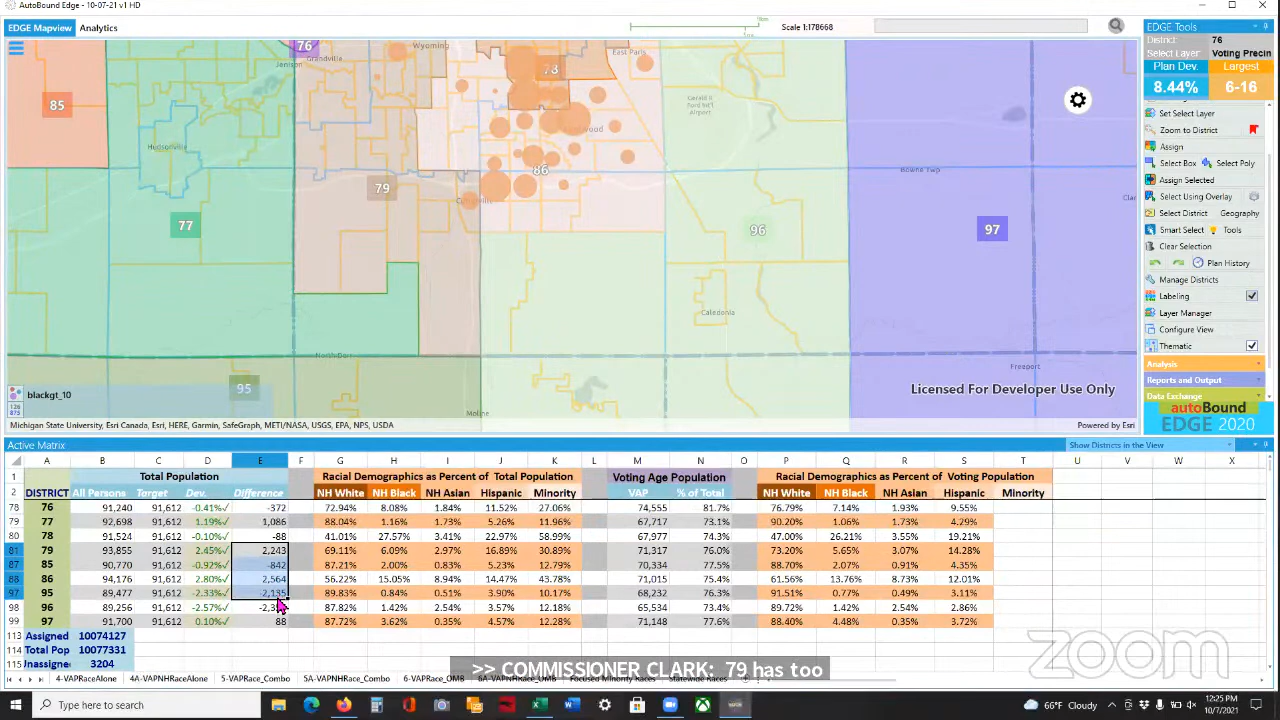 AutoBound Edge - 10-07-21 v1 HD
EDGE Mapview Analytics
Scale 1:178668
EDGE Tools
District: 76
Select Layer: Voting Precin
Plan Dev. Largest
8.44% 6-16
Set Select Layer
Zoom to District
Assign
Select Box Select Poly
Assign Selected
Select Using Overlay
Select District Geography
Smart Select Tools
Clear Selection
Plan History
Manage Districts
Labeling
Layer Manager
Configure View
Thematic
Analysis
Reports and Output
Data Exchange
autoBound
EDGE 2020
76
Wyoming
East Paris
Jenison
Grandville
78
85
Gerald R
Ford Int'l
Airport
Hudsonville
86
Bowne Twp
79
77
96
97
Caledonia
North Dorr
Freeport
95
Moline
blackgt_10
Licensed For Developer Use Only
Michigan State University, Esri Canada, Esri, HERE, Garmin, SafeGraph, METI/NASA, USGS, EPA, NPS, USDA
Powered by Esri
Active Matrix:
Show Districts in the View
A B C D E F G H I J K L M N O P Q R S T U V W X
1 Total Population Racial Demographics as Percent of Total Population Voting Age Population Racial Demographics as Percent of Voting Population
2 DISTRICT All Persons Target Dev. Difference NH White NH Black NH Asian Hispanic Minority VAP % of Total NH White NH Black NH Asian Hispanic Minority
78 76 91,240 91,612 -0.41%✓ -372 72.94% 8.08% 1.84% 11.52% 27.06% 74,555 81.7% 76.79% 7.14% 1.93% 9.55%
79 77 92,698 91,612 1.19%✓ 1,086 88.04% 1.16% 1.73% 5.26% 11.96% 67,717 73.1% 90.20% 1.06% 1.73% 4.29%
80 78 91,524 91,612 -0.10%✓ -88 41.01% 27.57% 3.41% 22.97% 58.99% 67,977 74.3% 47.00% 26.21% 3.55% 19.21%
81 79 93,855 91,612 2.45%✓ 2,243 69.11% 6.09% 2.97% 16.89% 30.89% 71,317 76.0% 73.20% 5.65% 3.07% 14.28%
87 85 90,770 91,612 -0.92%✓ -842 87.21% 2.00% 0.33% 5.23% 12.79% 70,334 77.5% 88.70% 2.07% 0.35% 4.21%
88 86 94,176 91,612 2.80%✓ 2,564 56.22% 15.05% 8.94% 14.47% 43.78% 71,015 75.4% 61.56% 13.76% 8.73% 12.01%
97 95 89,477 91,612 -2.33%✓ -2,135 89.83% 0.84% 0.51% 3.90% 10.17% 68,232 76.3% 91.51% 0.77% 0.49% 3.11%
98 96 89,256 91,612 -2.57%✓ 87.82% 1.42% 2.54% 3.57% 12.18% 65,534 73.4% 89.72% 1.42% 2.54% 2.86%
99 97 91,700 91,612 0.10%✓ 88 87.72% 3.62% 0.35% 4.57% 12.28% 71,148 77.6% 88.40% 4.48% 0.35% 3.72%
113 Assigned 10074127
114 Total Pop 10077331
115 Unassigne 3204
>> COMMISSIONER CLARK: 79 has too
zoom
4-VAPRaceAlone 4A-VAPNHRaceAlone 5-VAPRace_Combo 5A-VAPNHRace_Combo 6-VAPRace_OMB 6A-VAPNHRace_OMB Focused Minority Races Statewide Races
Type here to search
66°F Cloudy
12:25 PM
10/7/2021